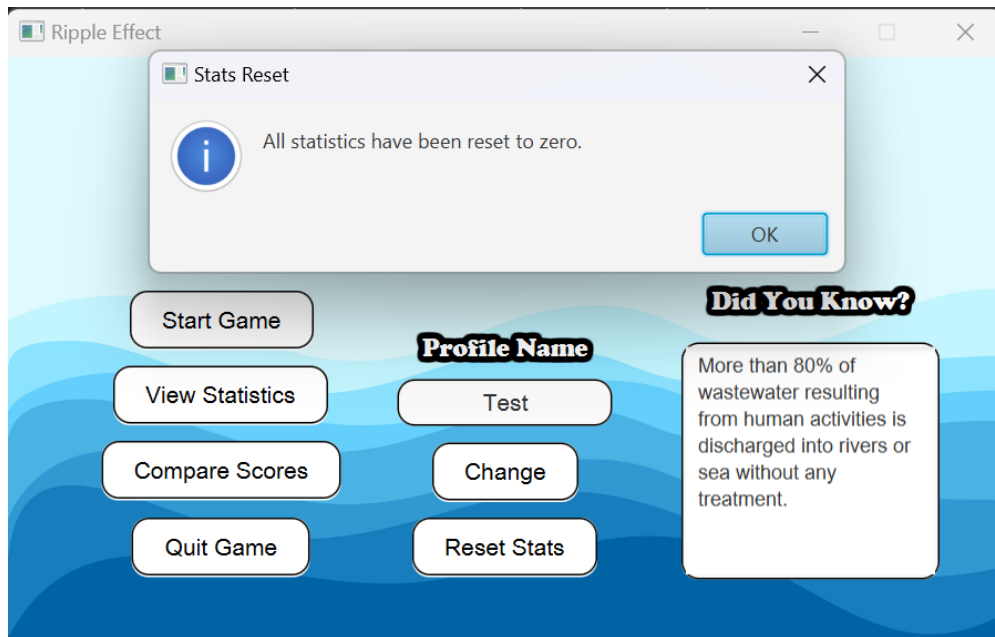 Ripple Effect
Stats Reset
All statistics have been reset to zero.
OK
Start Game
View Statistics
Compare Scores
Quit Game
Profile Name
Test
Change
Reset Stats
Did You Know?
More than 80% of
wastewater resulting
from human activities is
discharged into rivers or
sea without any
treatment.